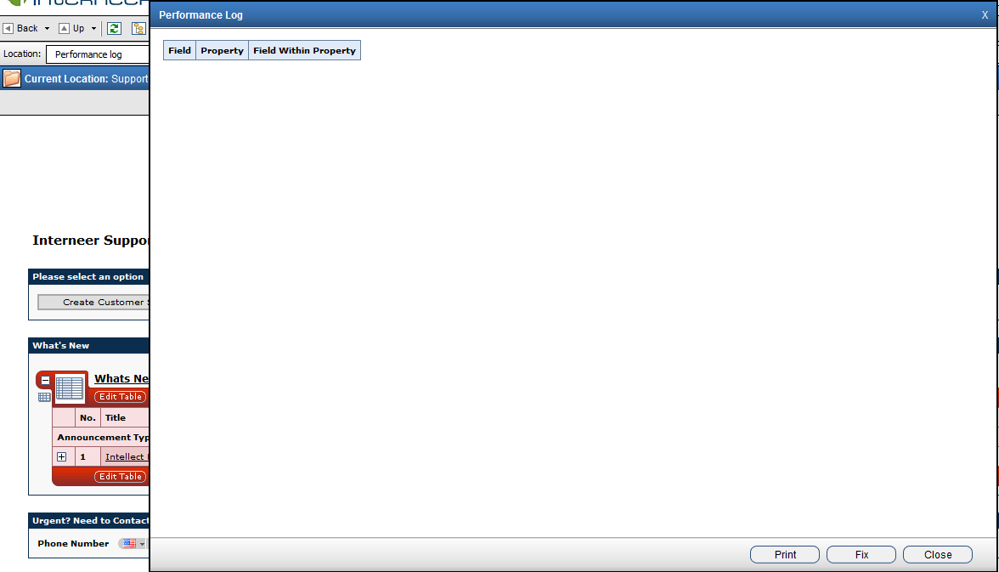 Performance Log X
Field Property Field Within Property
Back Up
Location: Performance log
Current Location: Support
Interneer Suppo
Please select an option
Create Customer
What's New
Whats Ne
Edit Table
No. Title
Announcement Typ
1 Intellect
Edit Table
Urgent? Need to Contact
Phone Number
Print Fix Close